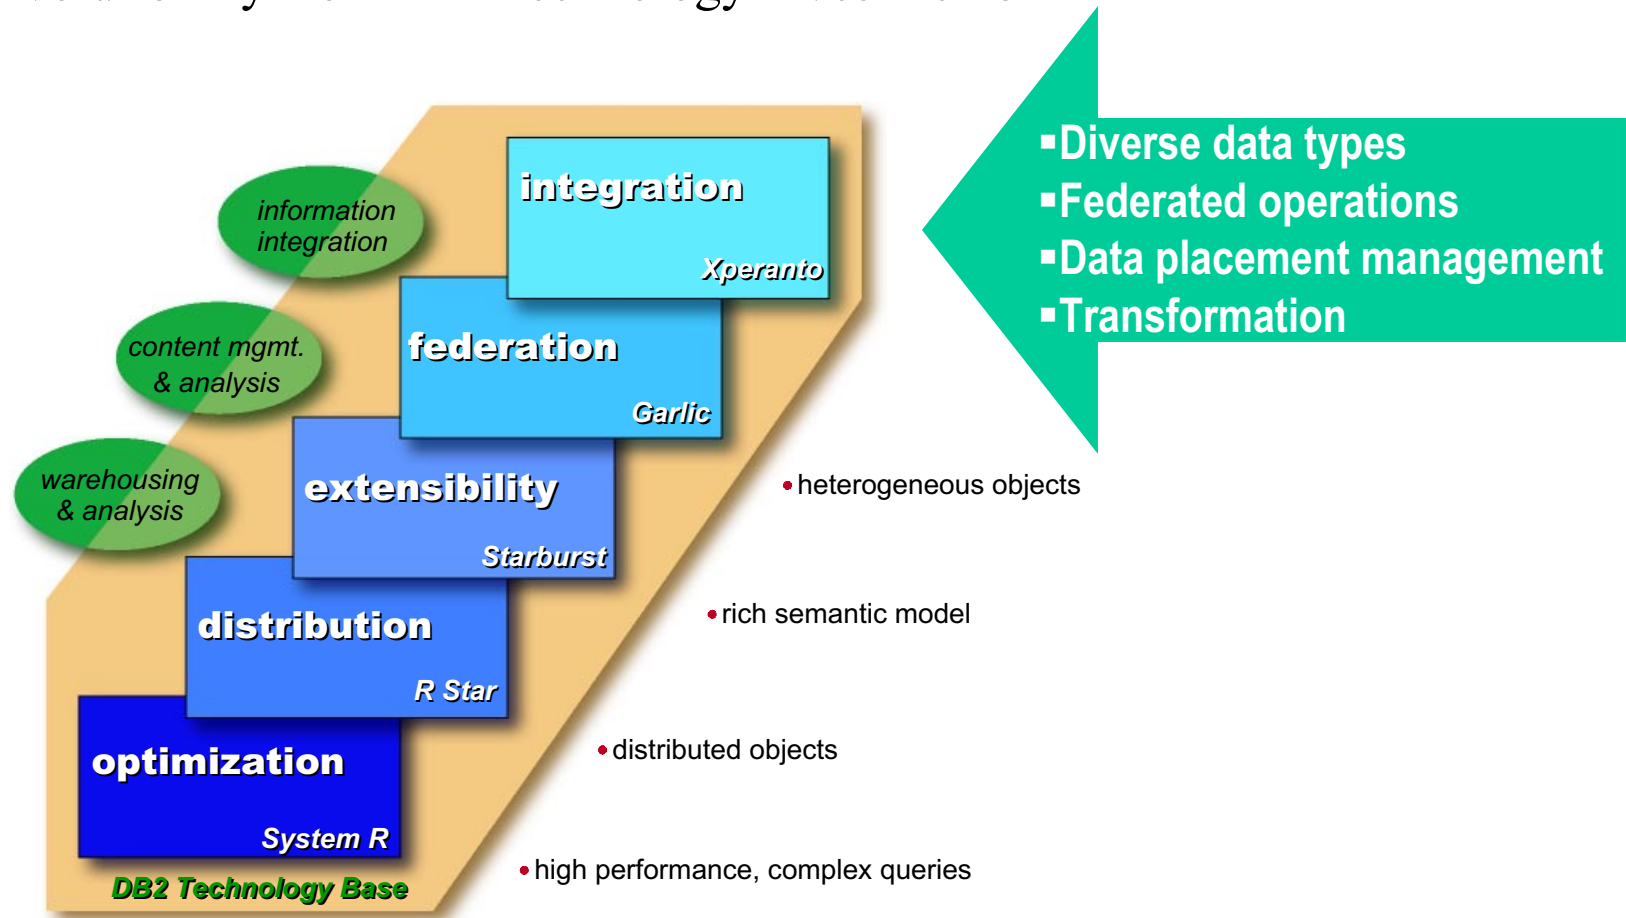 ▪Diverse data types
▪Federated operations
▪Data placement management
▪Transformation
integration
Xperanto
information
integration
federation
Garlic
content mgmt.
& analysis
extensibility
Starburst
warehousing
& analysis
distribution
R Star
optimization
System R
DB2 Technology Base
•heterogeneous objects
•rich semantic model
•distributed objects
•high performance, complex queries